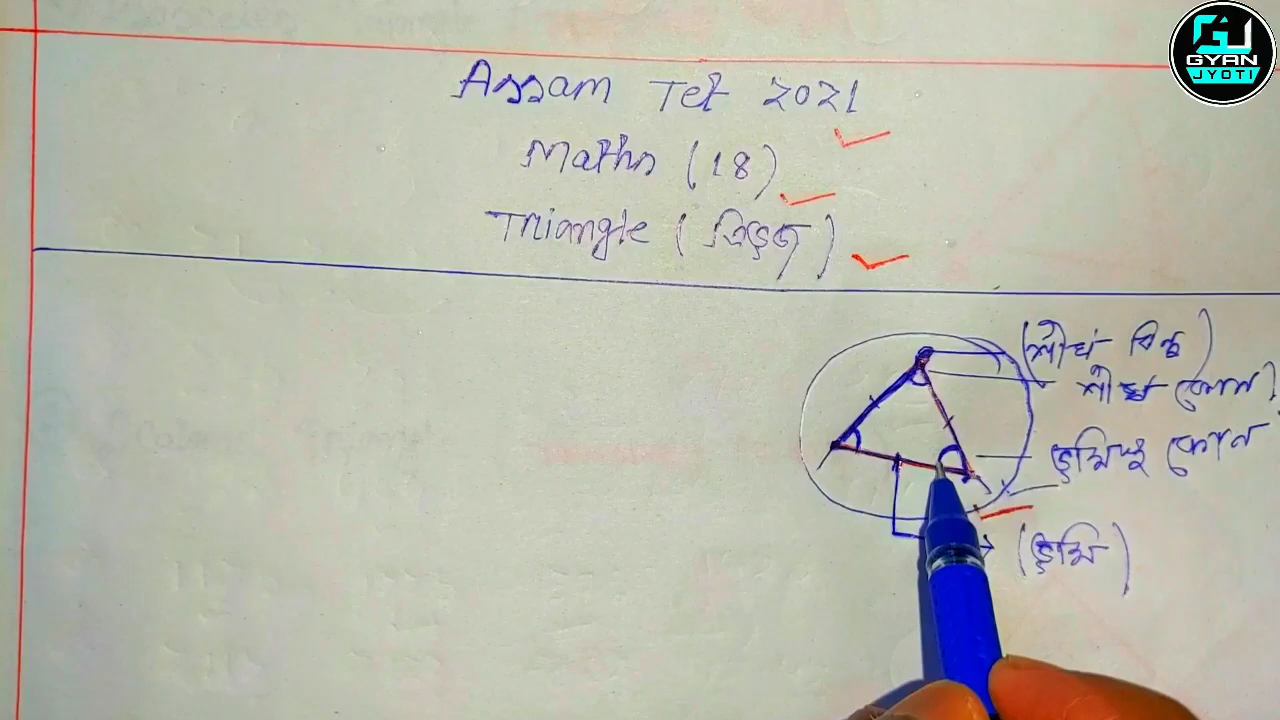 GYAN
JYOTI
Assam Tet 2021
Maths (18)
Triangle (ত্রিভুজ)
(শীৰ্ষ বিন্দু)
শীৰ্ষ কোন
ভূমিস্থ কোন
(ভূমি)